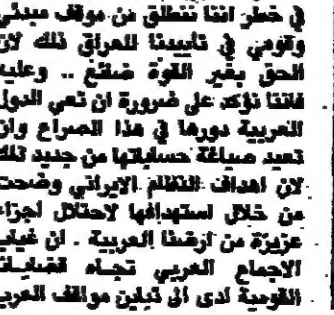 في خطر اننا ننطلق من موقف مبدئي
وقومي في تأييدنا للعراق ذلك لان
الحق بغير القوة ضائع .. وعليه
فاننا نؤكد على ضرورة ان تعي الدول
العربية دورها في هذا الصراع وان
تعيد صياغة حساباتها من جديد تلك
لان اهداف النظام الايراني وضحت
من خلال استهدافها لاحتلال اجزاء
عزيزة من ارضنا العربية . ان غياب
الاجماع العربي تجاه قضايانا
القومية ادى الى تباين مواقف العرب